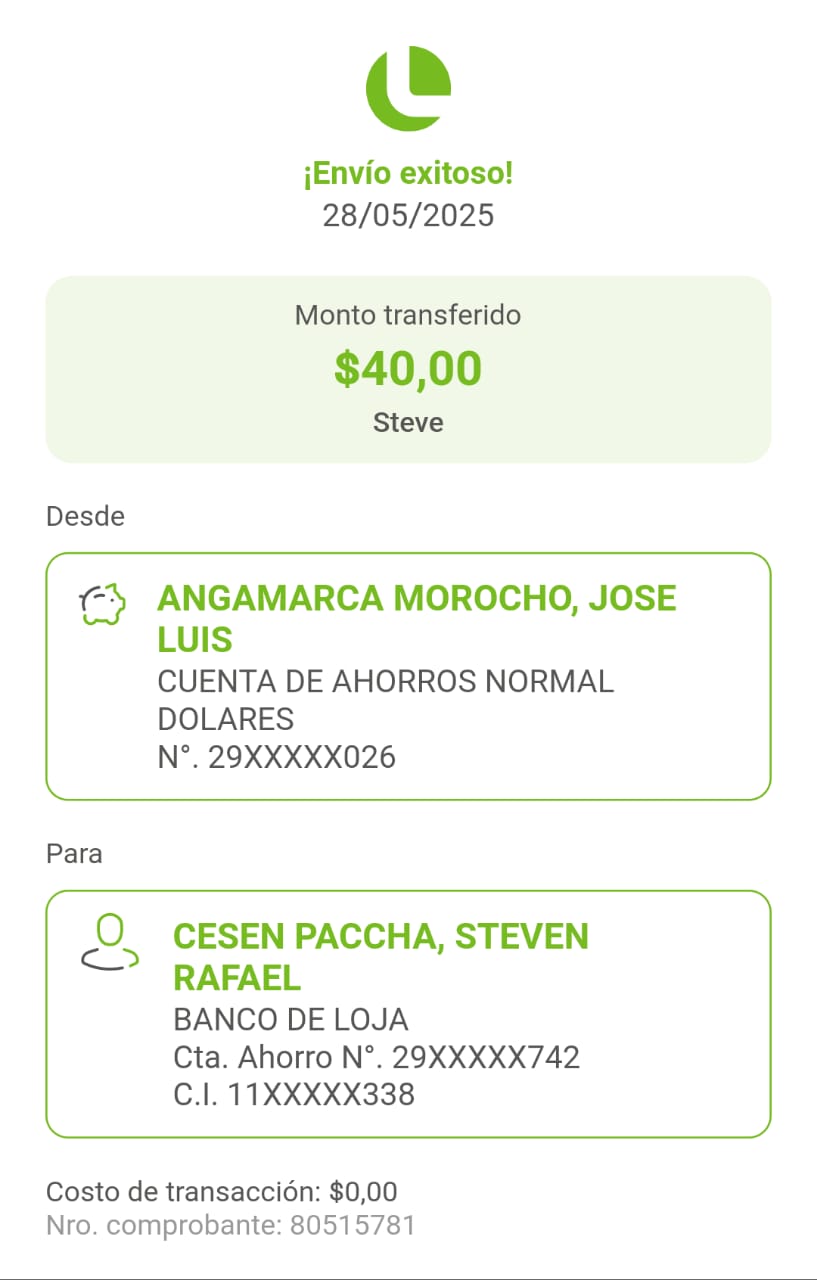 ¡Envío exitoso!
28/05/2025
Monto transferido
$40,00
Steve
Desde
ANGAMARCA MOROCHO, JOSE
LUIS
CUENTA DE AHORROS NORMAL
DOLARES
N°. 29XXXXX026
Para
CESEN PACCHA, STEVEN
RAFAEL
BANCO DE LOJA
Cta. Ahorro N°. 29XXXXX742
C.I. 11XXXXX338
Costo de transacción: $0,00
Nro. comprobante: 80515781